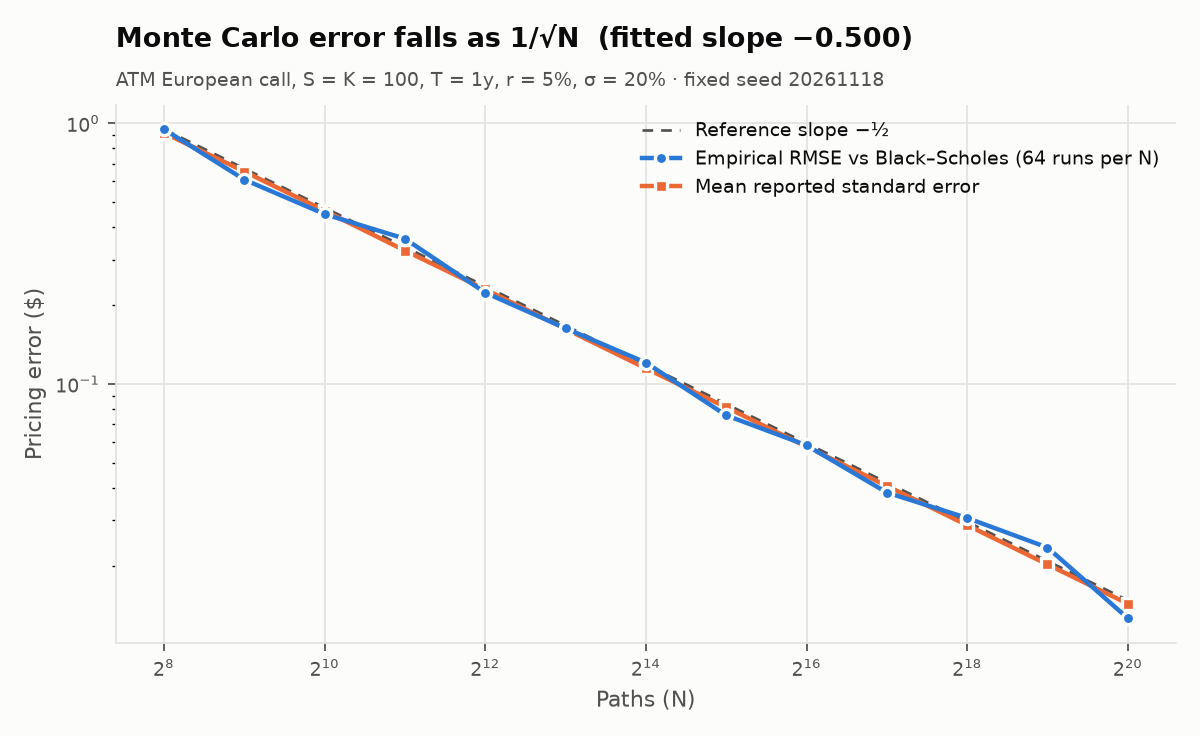 Monte Carlo error falls as 1/√N  (fitted slope −0.500)
ATM European call, S = K = 100, T = 1y, r = 5%, σ = 20% · fixed seed 20261118
Reference slope −½
Empirical RMSE vs Black–Scholes (64 runs per N)
Mean reported standard error
Pricing error ($)
10⁰
10⁻¹
2⁸ 2¹⁰ 2¹² 2¹⁴ 2¹⁶ 2¹⁸ 2²⁰
Paths (N)